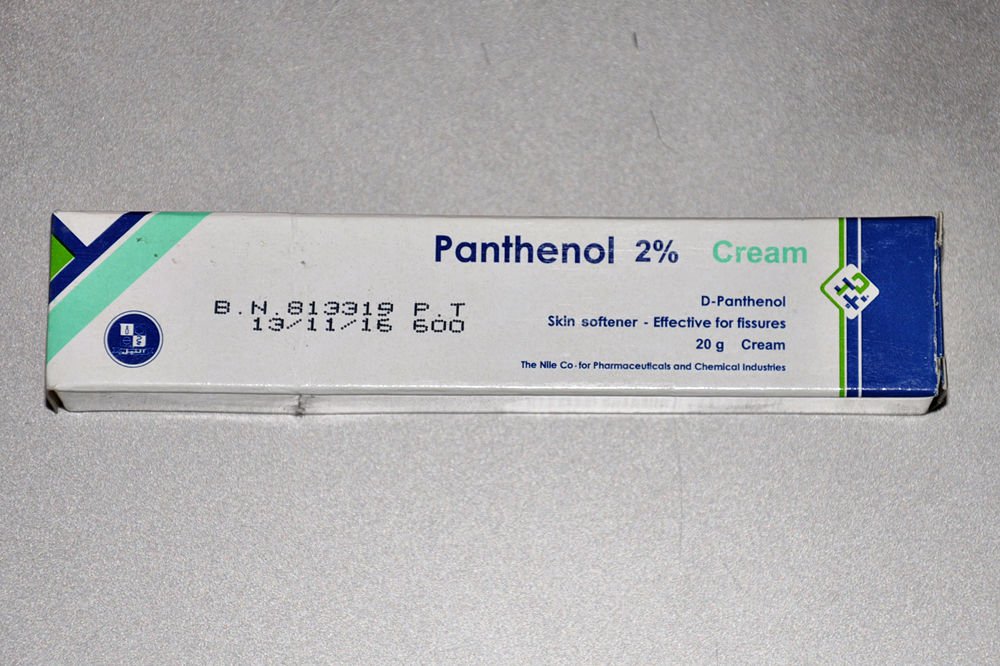 Panthenol 2% Cream
B.N.813319 P.T
13/11/16 600
D-Panthenol
Skin softener - Effective for fissures
20 g Cream
The Nile Co. for Pharmaceuticals and Chemical Industries